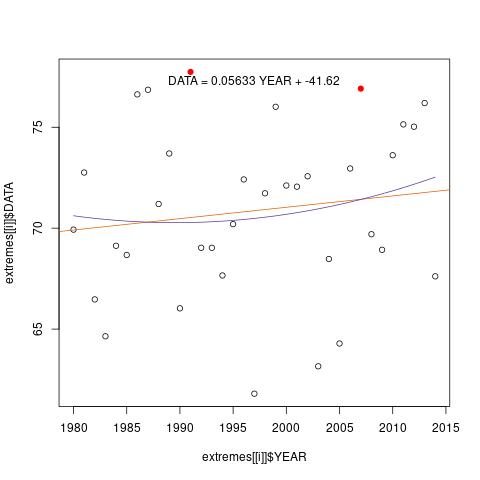 DATA = 0.05633 YEAR + -41.62
extremes[[i]]$DATA
75
70
65
1980 1985 1990 1995 2000 2005 2010 2015
extremes[[i]]$YEAR